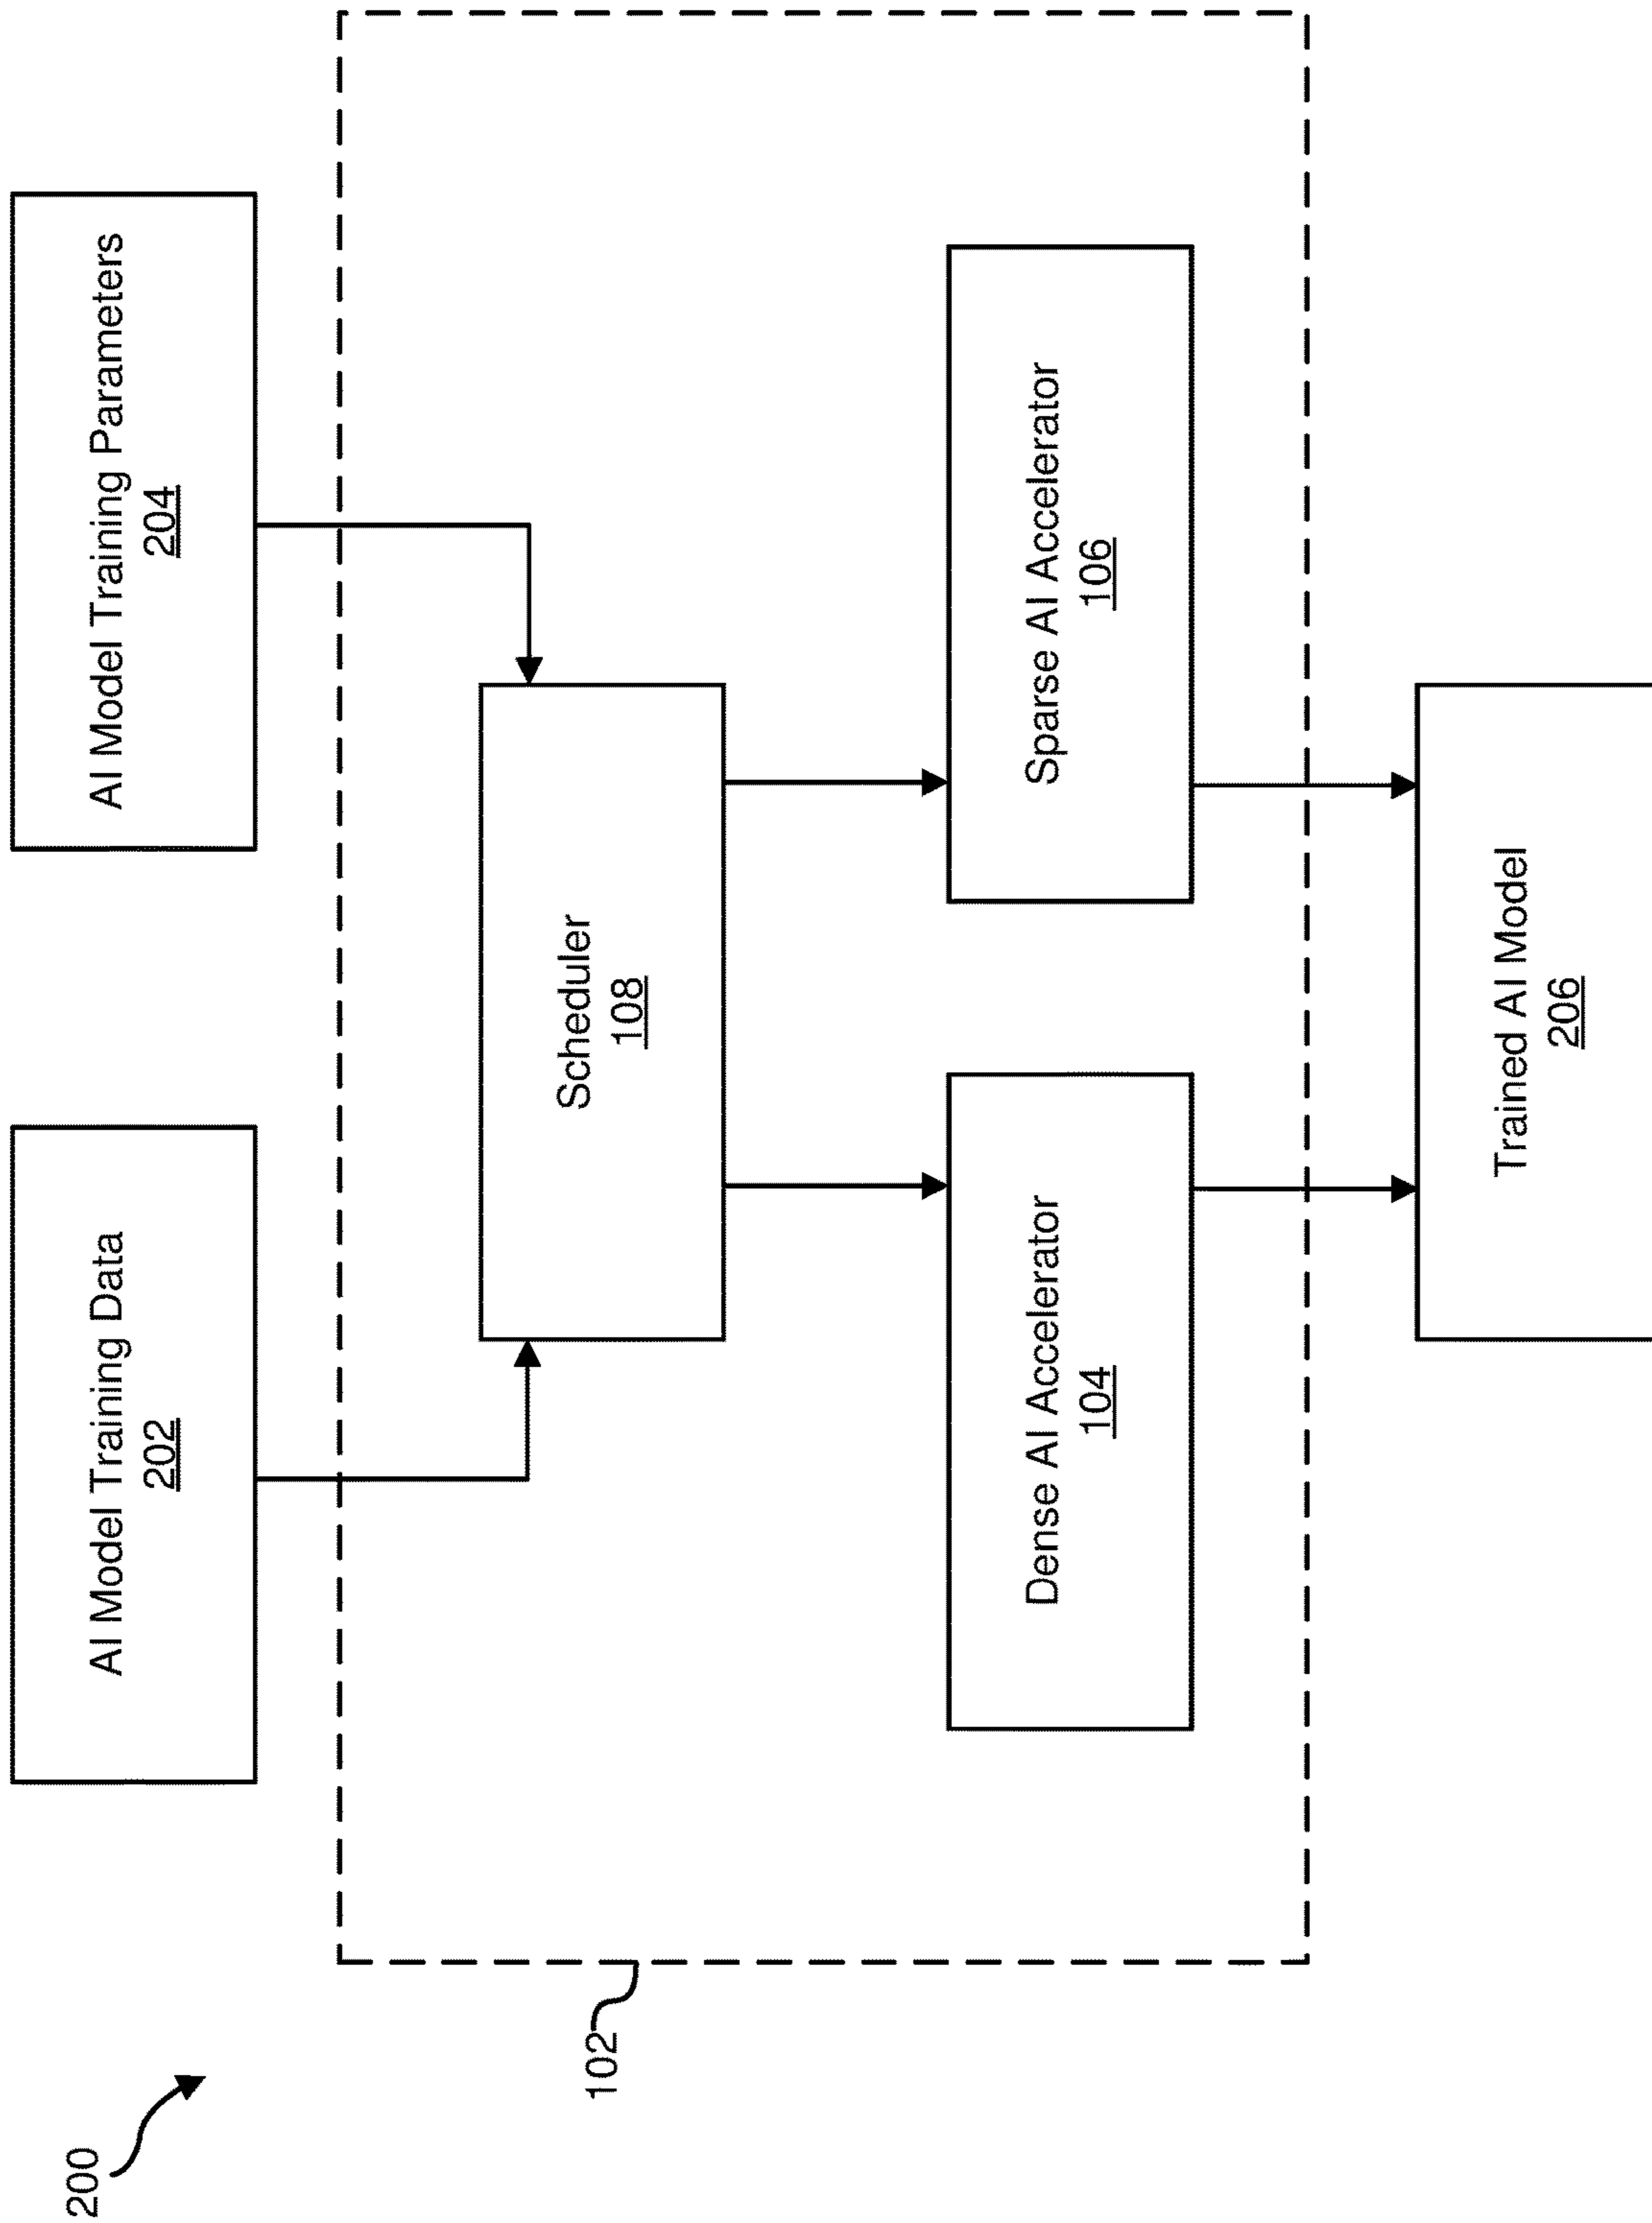 200
AI Model Training Data
202
AI Model Training Parameters
204
102
Scheduler
108
Dense AI Accelerator
104
Sparse AI Accelerator
106
Trained AI Model
206